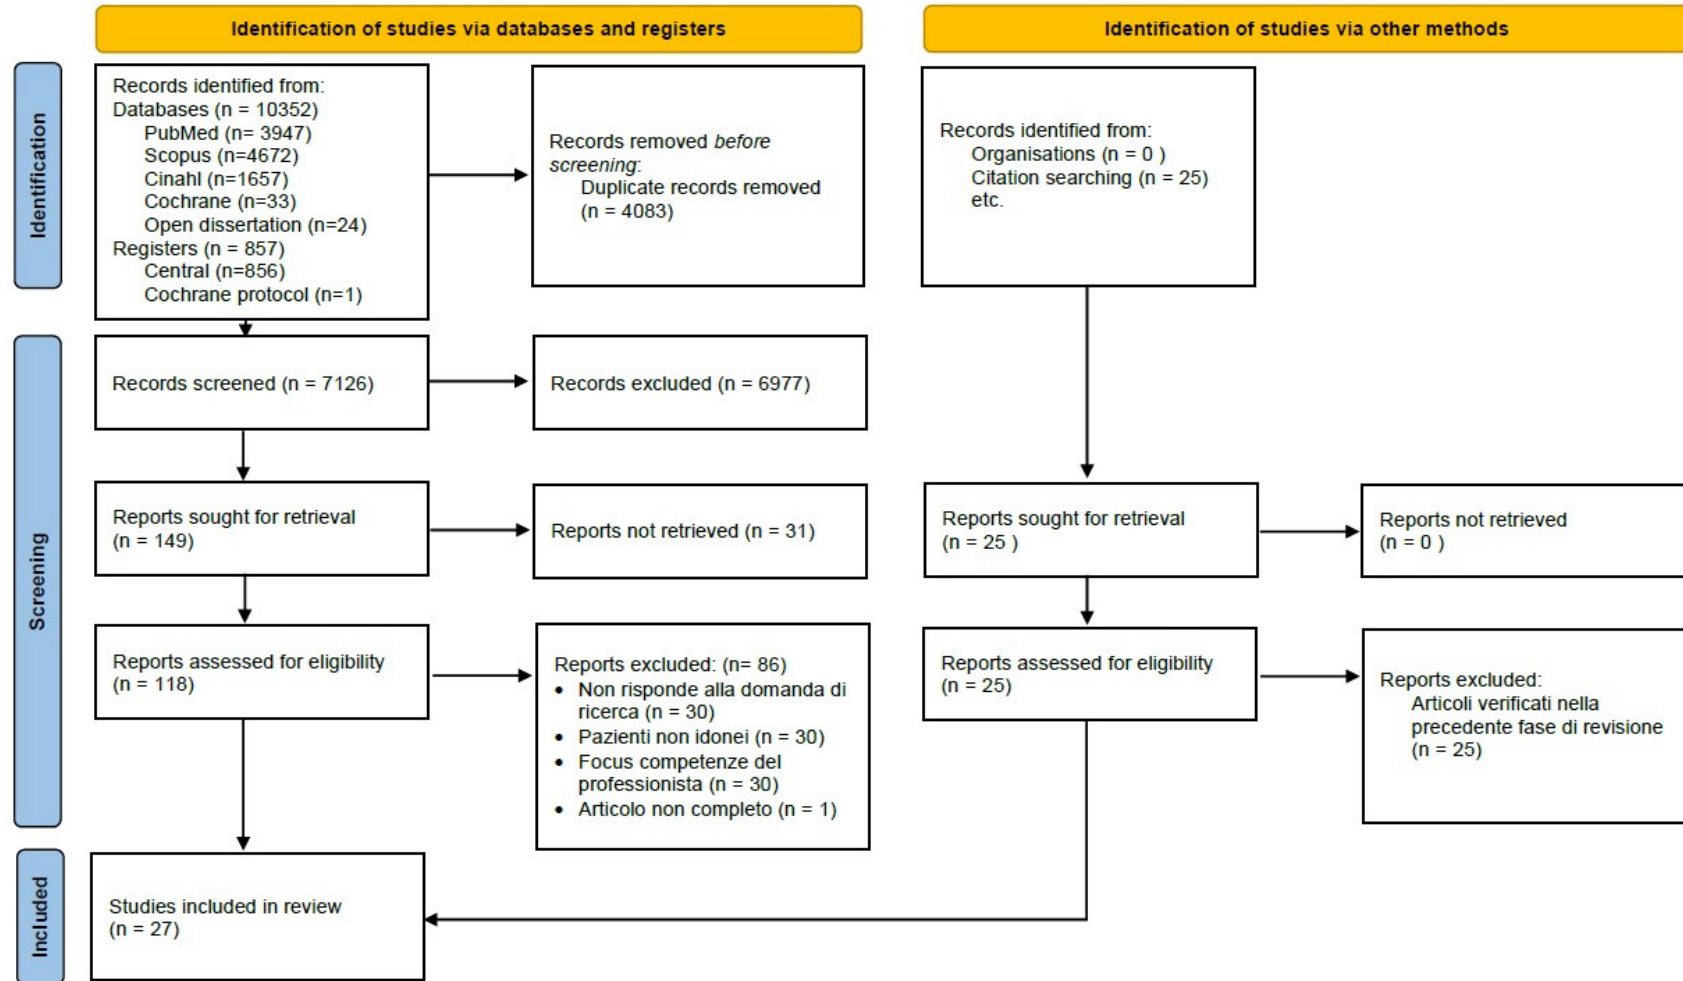 Identification of studies via databases and registers
Identification of studies via other methods
Identification
Records identified from:
Databases (n = 10352)
PubMed (n= 3947)
Scopus (n=4672)
Cinahl (n=1657)
Cochrane (n=33)
Open dissertation (n=24)
Registers (n = 857)
Central (n=856)
Cochrane protocol (n=1)
Records removed before
screening:
Duplicate records removed
(n = 4083)
Records identified from:
Organisations (n = 0 )
Citation searching (n = 25)
etc.
Screening
Records screened (n = 7126)
Records excluded (n = 6977)
Reports sought for retrieval
(n = 149)
Reports not retrieved (n = 31)
Reports sought for retrieval
(n = 25 )
Reports not retrieved
(n = 0 )
Reports assessed for eligibility
(n = 118)
Reports excluded: (n= 86)
• Non risponde alla domanda di
ricerca (n = 30)
• Pazienti non idonei (n = 30)
• Focus competenze del
professionista (n = 30)
• Articolo non completo (n = 1)
Reports assessed for eligibility
(n = 25)
Reports excluded:
Articoli verificati nella
precedente fase di revisione
(n = 25)
Included
Studies included in review
(n = 27)